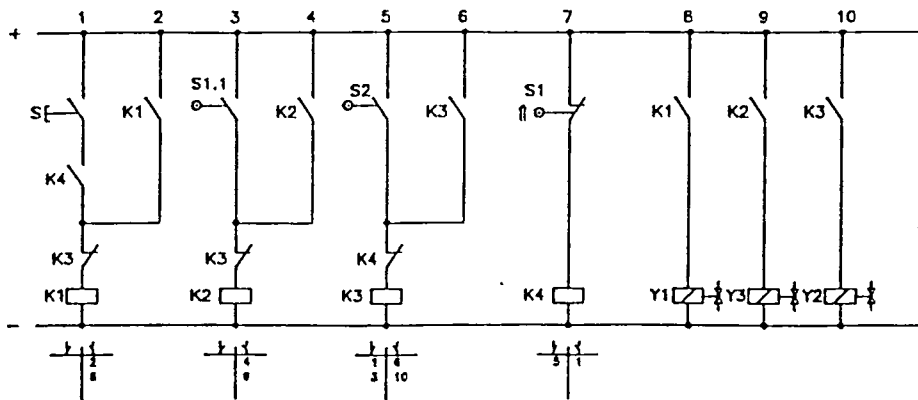 1 2 3 4 5 6 7 8 9 10
+
S K1 S1.1 K2 S2 K3 S1 K1 K2 K3
K4
K3 K3 K4
K1 K2 K3 K4 Y1 Y3 Y2
−
2 4 1 6 5 1
8 9 3 10